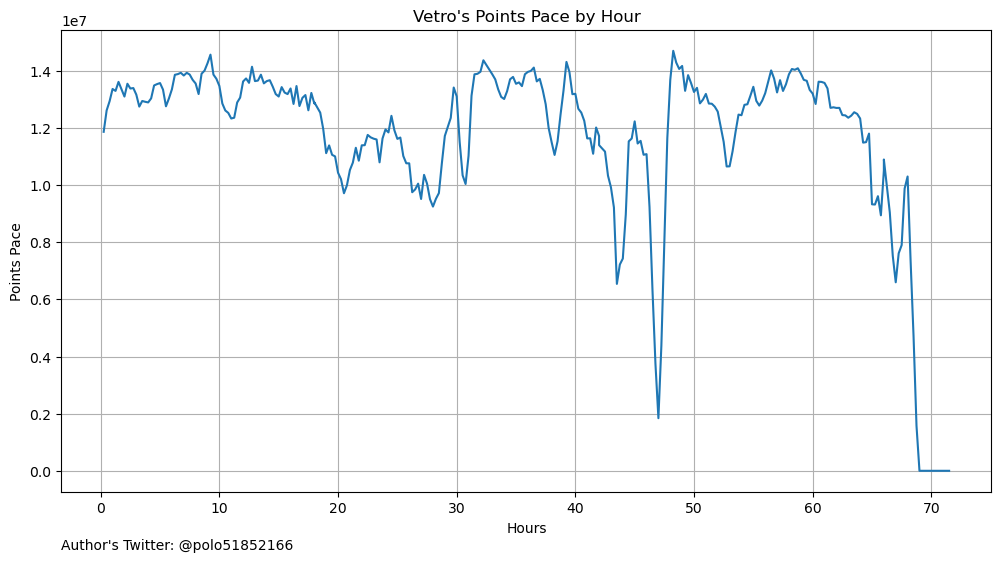 Vetro's Points Pace by Hour
1e7
1.4
1.2
1.0
0.8
0.6
0.4
0.2
0.0
Points Pace
0 10 20 30 40 50 60 70
Hours
Author's Twitter: @polo51852166